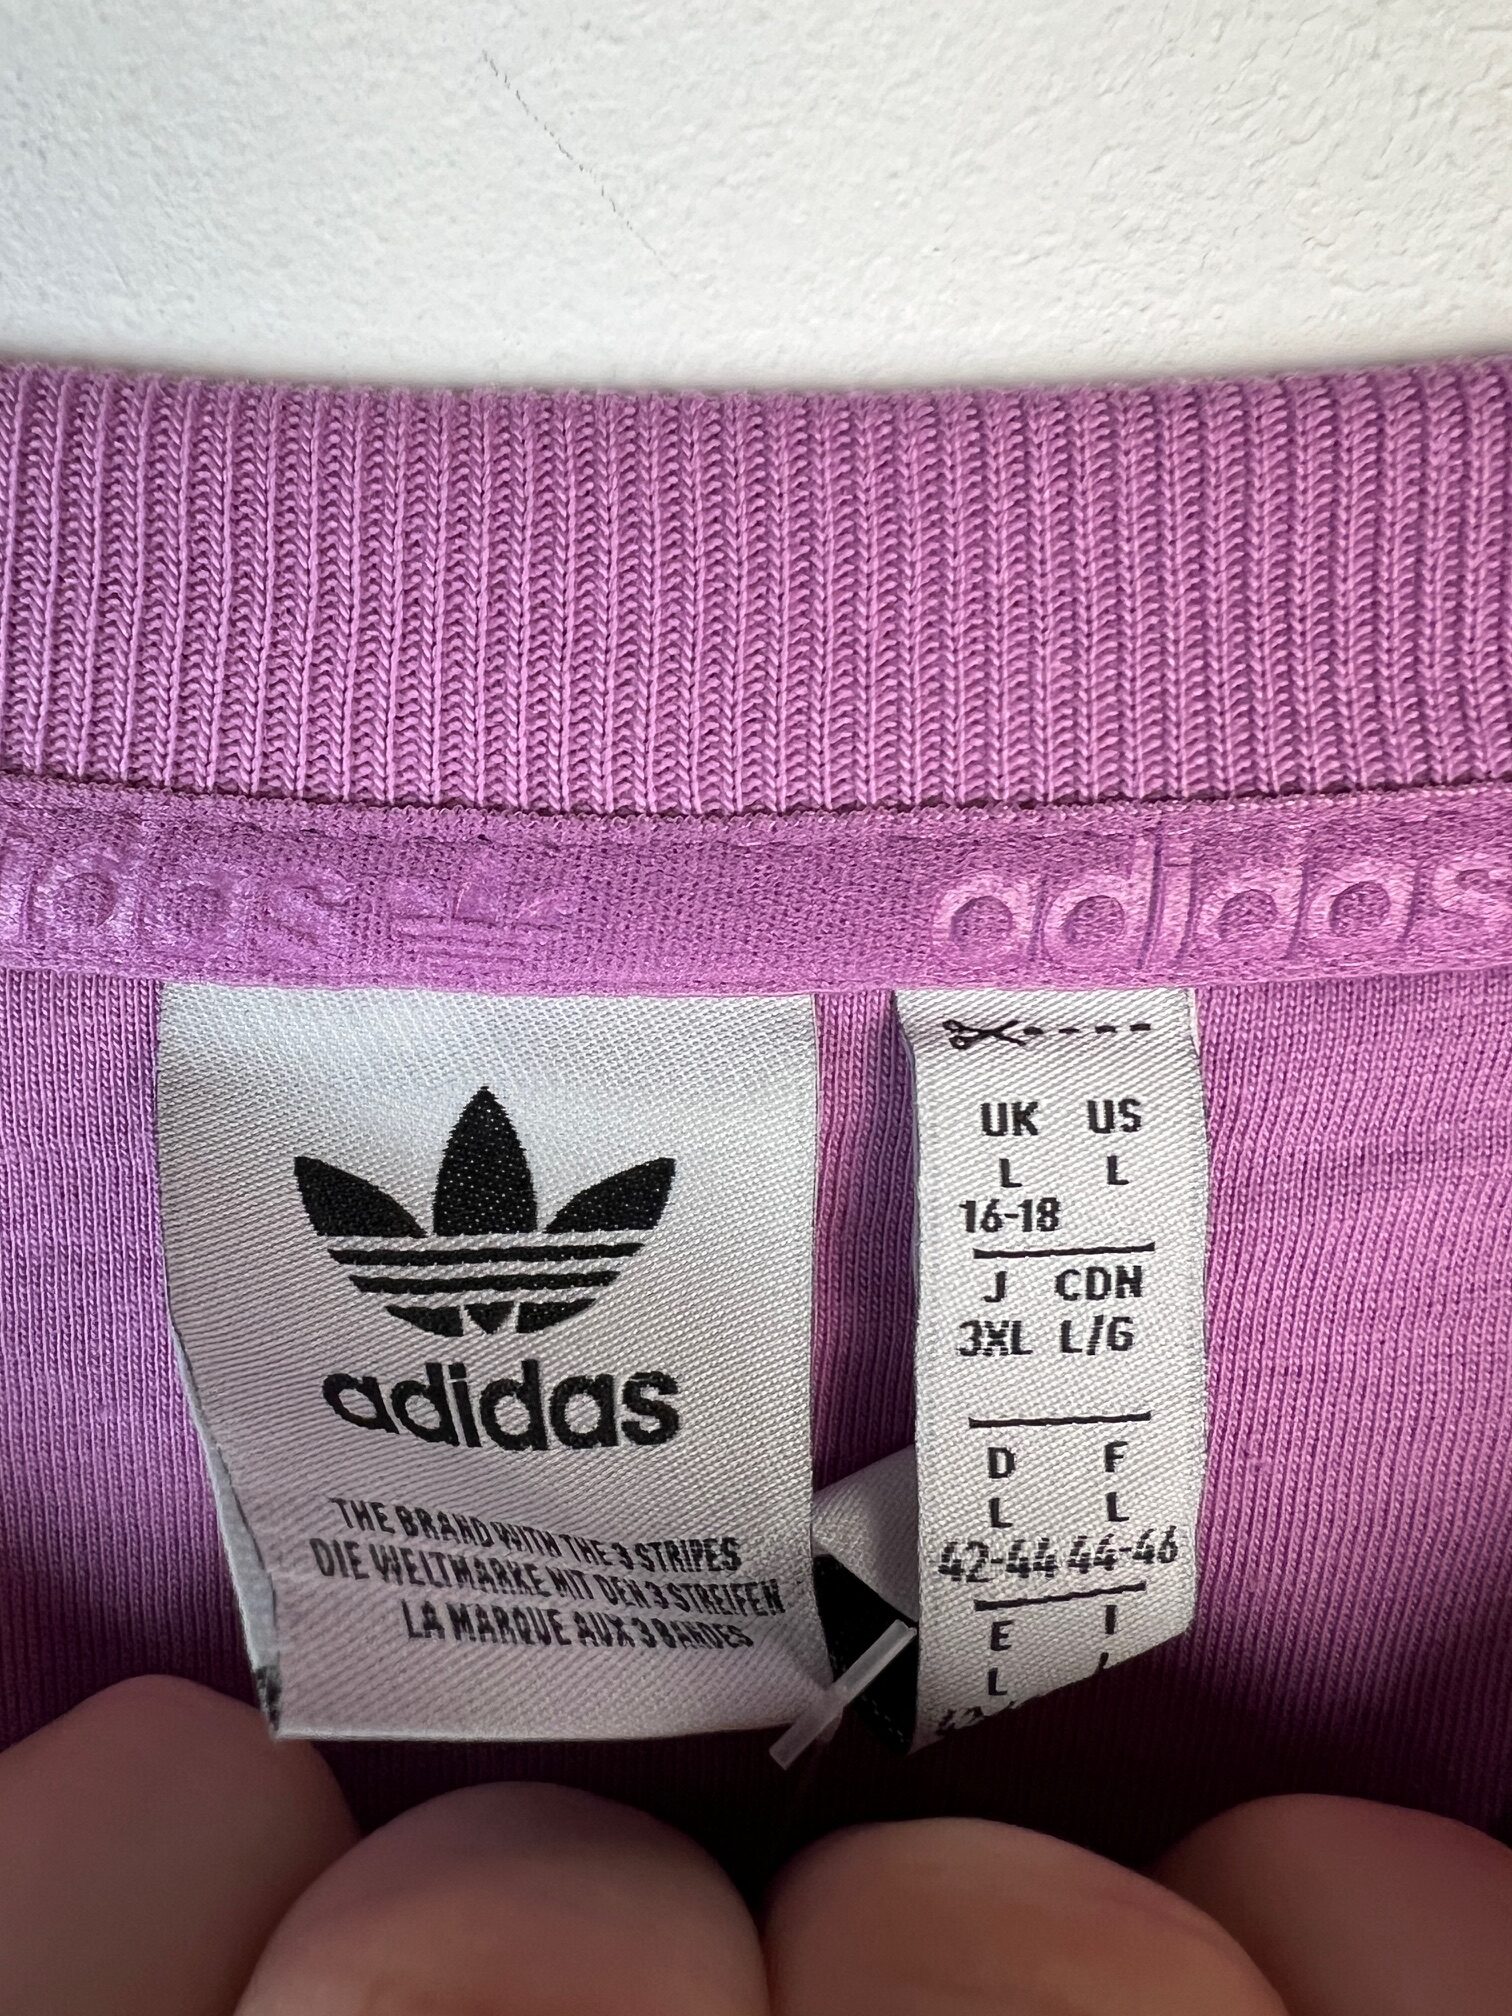 adidas
adidas
adidas
THE BRAND WITH THE 3 STRIPES
DIE WELTMARKE MIT DEN 3 STREIFEN
LA MARQUE AUX 3 BANDES
UK US
L L
16-18
J CDN
3XL L/G
D F
L L
42-44 44-46
E I
L L